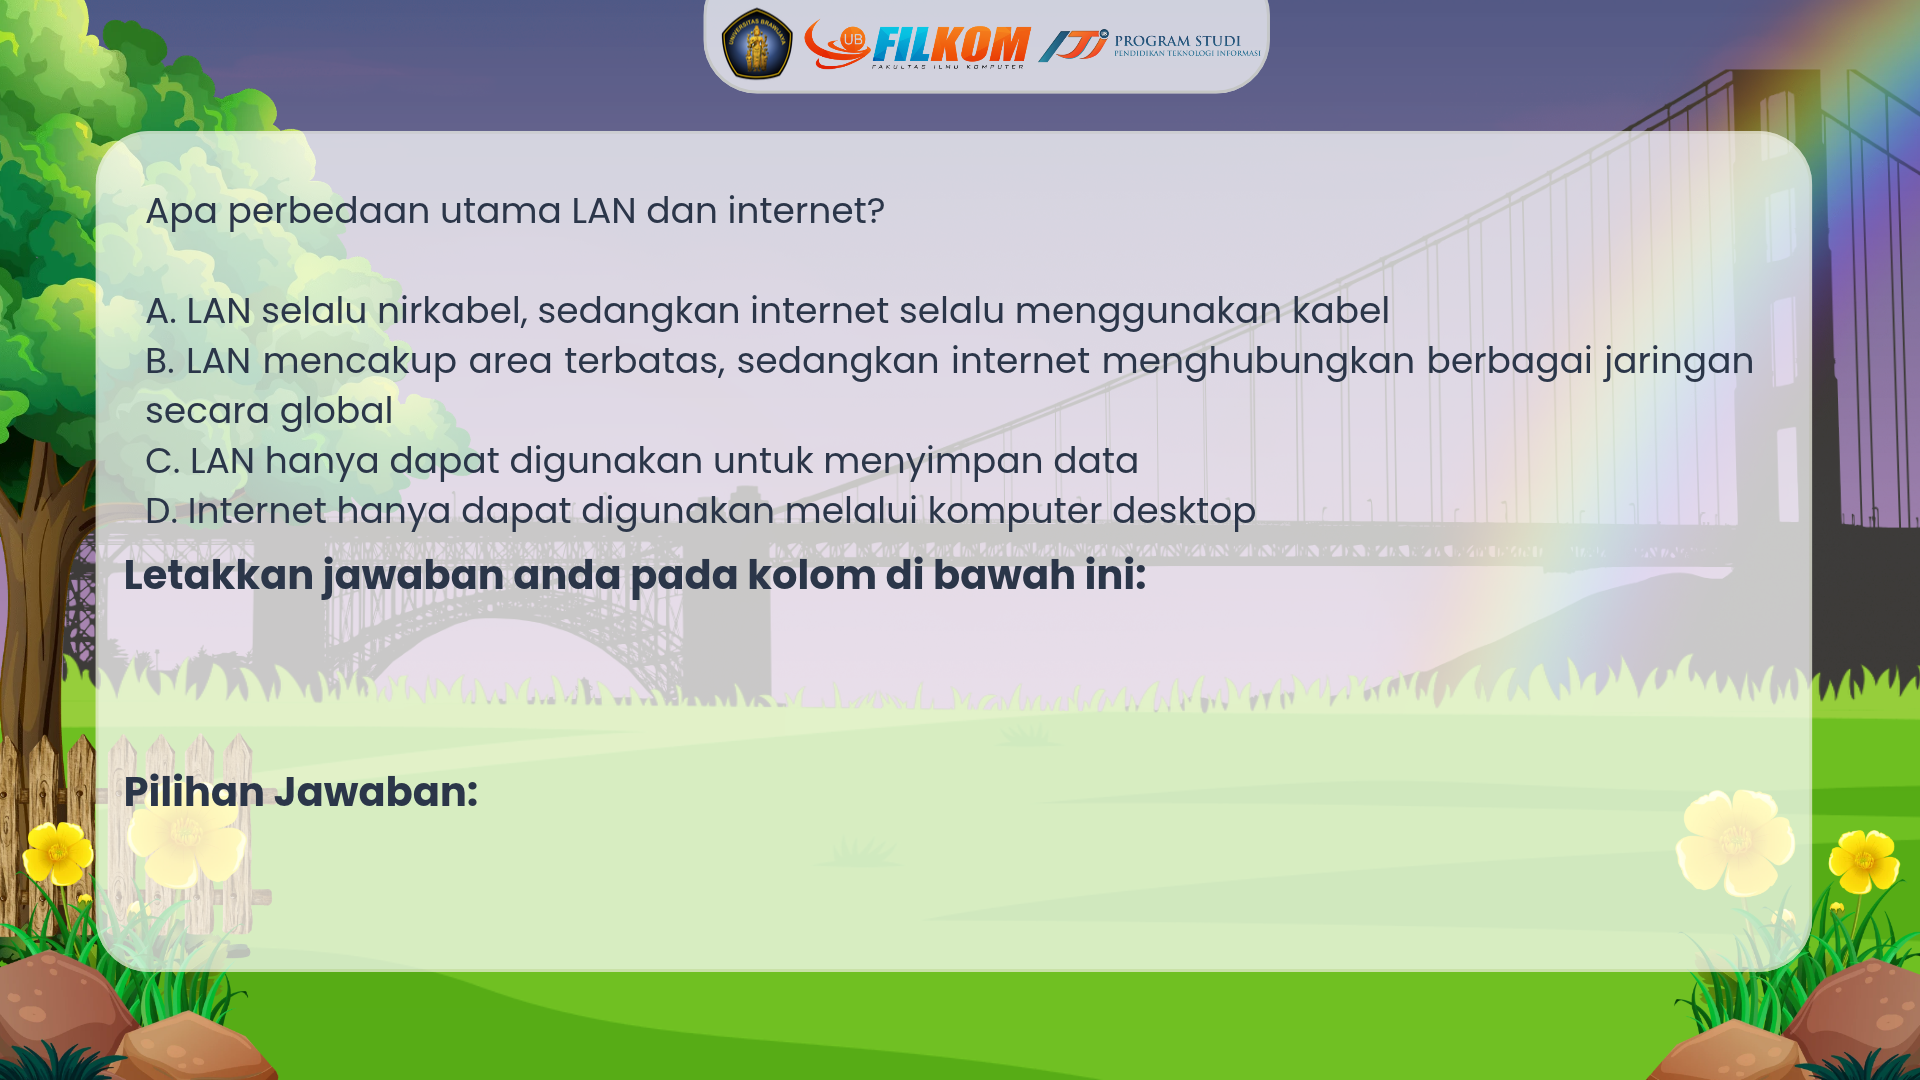 UNIVERSITAS BRAWIJAYA
UB FILKOM
FAKULTAS ILMU KOMPUTER
PROGRAM STUDI
PENDIDIKAN TEKNOLOGI INFORMASI
Apa perbedaan utama LAN dan internet?
A. LAN selalu nirkabel, sedangkan internet selalu menggunakan kabel
B. LAN mencakup area terbatas, sedangkan internet menghubungkan berbagai jaringan
secara global
C. LAN hanya dapat digunakan untuk menyimpan data
D. Internet hanya dapat digunakan melalui komputer desktop
Letakkan jawaban anda pada kolom di bawah ini:
Pilihan Jawaban: